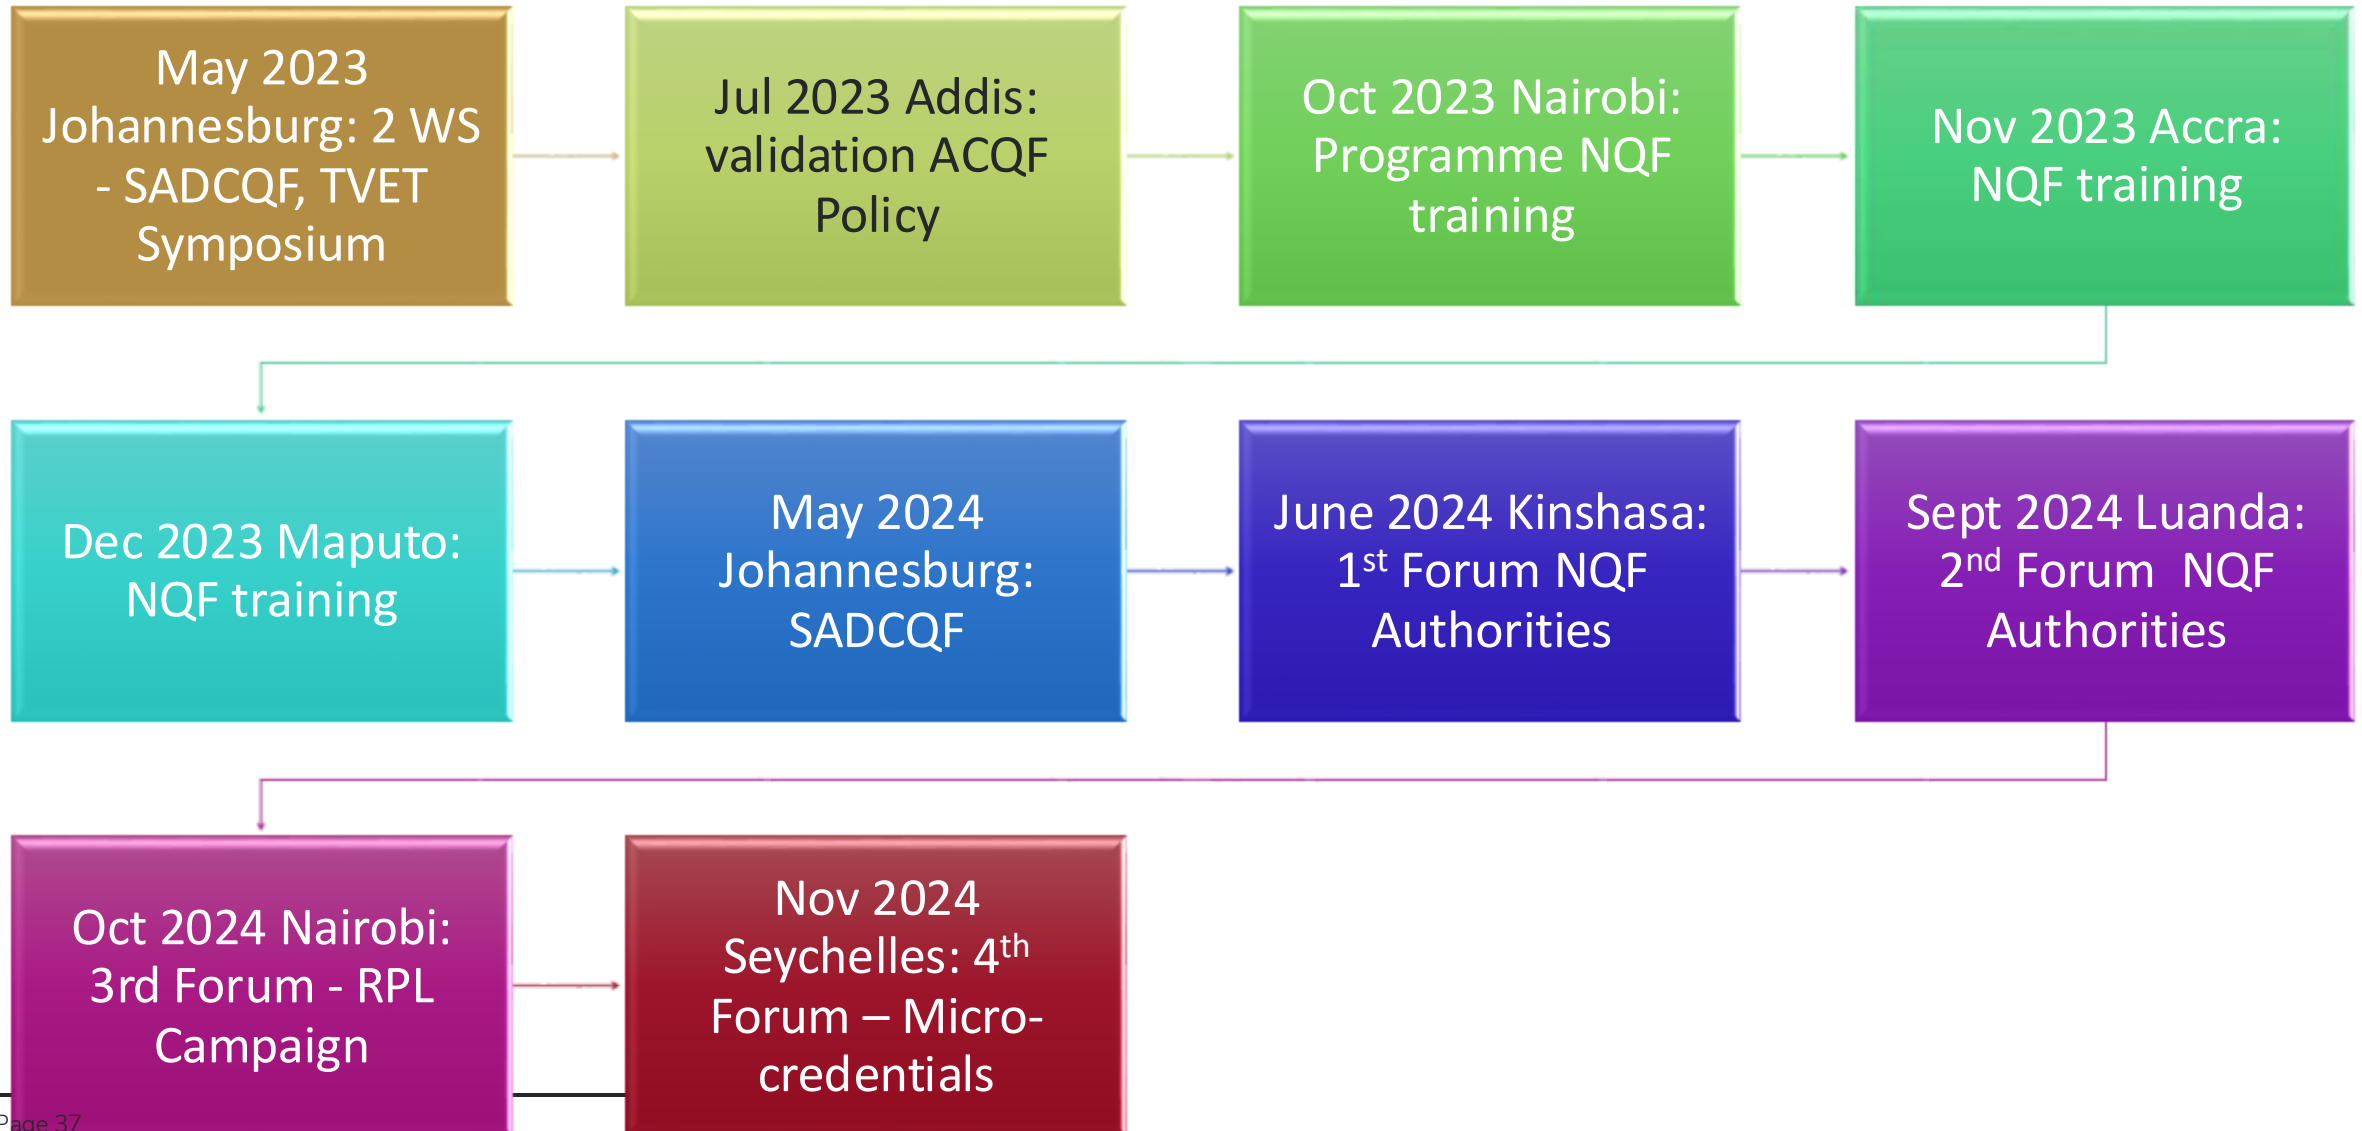 May 2023
Johannesburg: 2 WS
- SADCQF, TVET
Symposium
Jul 2023 Addis:
validation ACQF
Policy
Oct 2023 Nairobi:
Programme NQF
training
Nov 2023 Accra:
NQF training
Dec 2023 Maputo:
NQF training
May 2024
Johannesburg:
SADCQF
June 2024 Kinshasa:
1st Forum NQF
Authorities
Sept 2024 Luanda:
2nd Forum  NQF
Authorities
Oct 2024 Nairobi:
3rd Forum - RPL
Campaign
Nov 2024
Seychelles: 4th
Forum – Micro-
credentials
Page 37